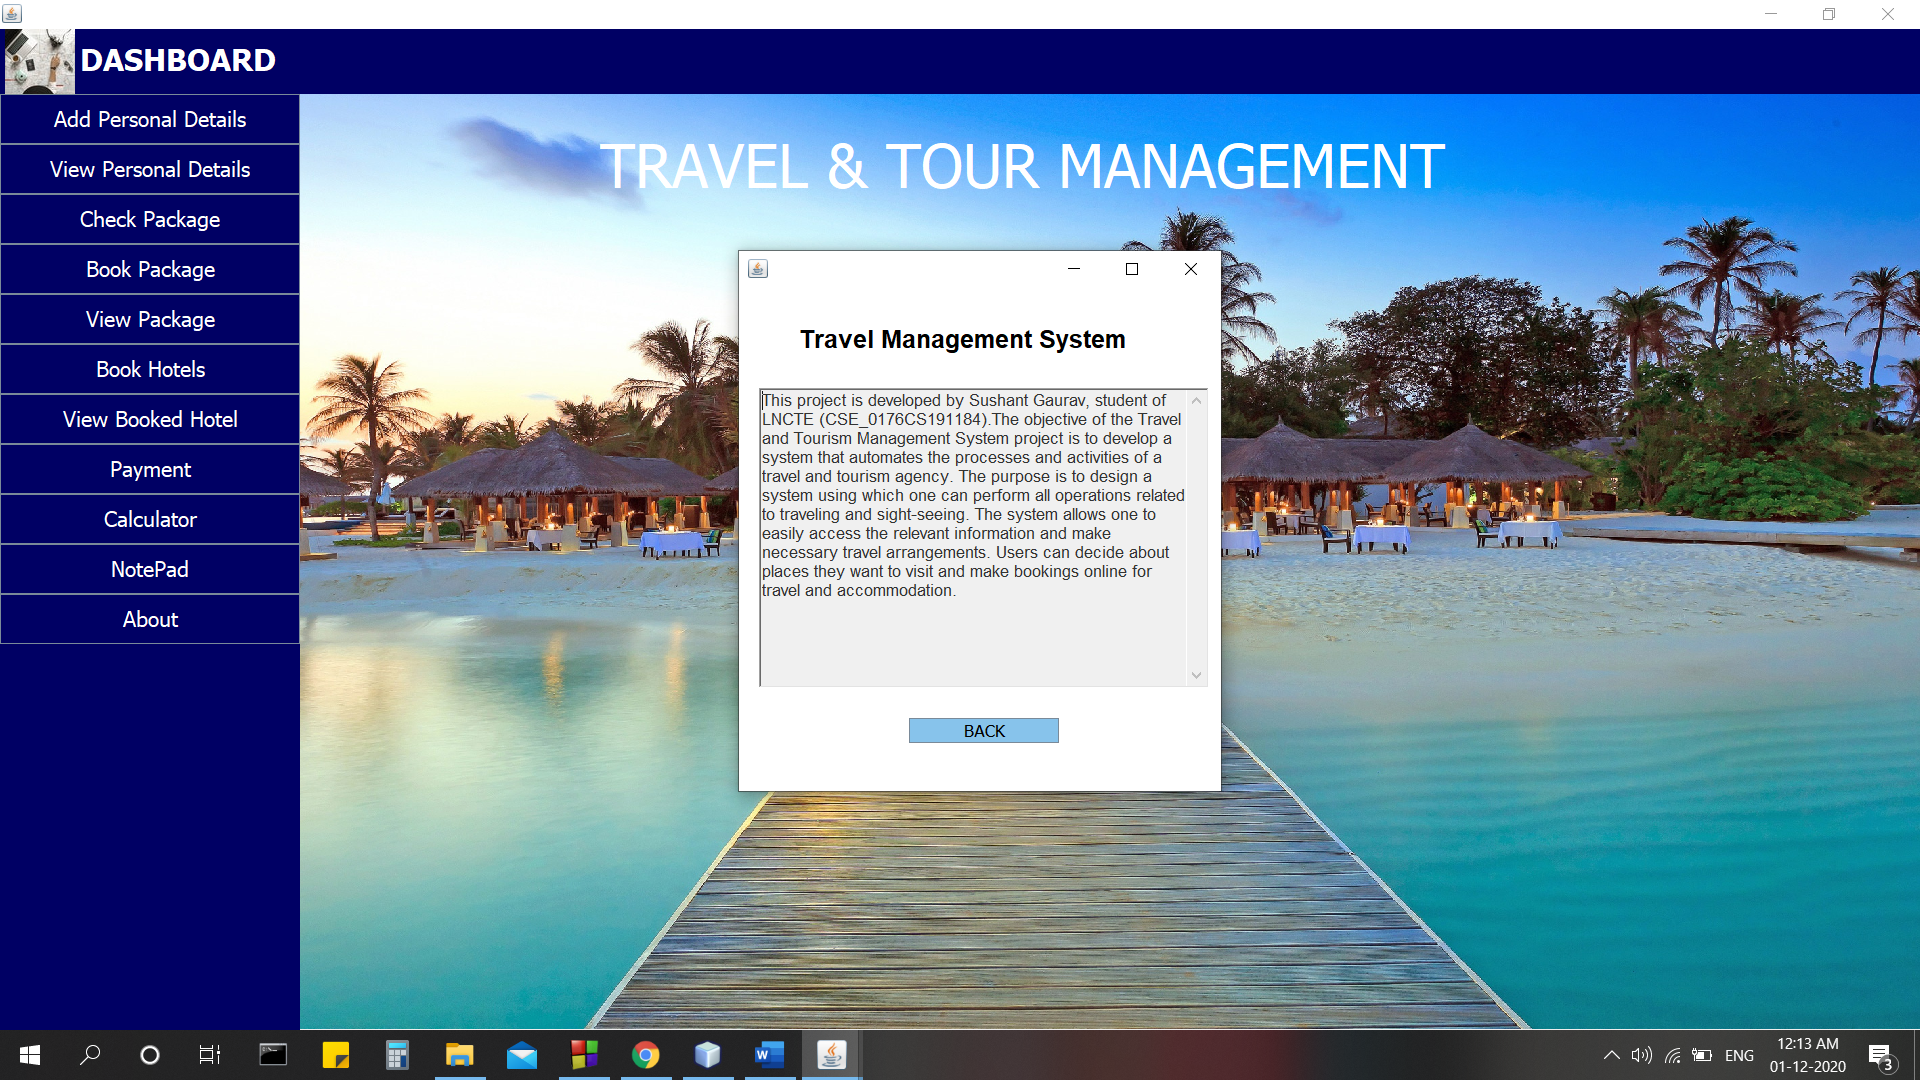 DASHBOARD
Add Personal Details
View Personal Details
Check Package
Book Package
View Package
Book Hotels
View Booked Hotel
Payment
Calculator
NotePad
About
TRAVEL & TOUR MANAGEMENT
Travel Management System
This project is developed by Sushant Gaurav, student of
LNCTE (CSE_0176CS191184).The objective of the Travel
and Tourism Management System project is to develop a
system that automates the processes and activities of a
travel and tourism agency. The purpose is to design a
system using which one can perform all operations related
to traveling and sight-seeing. The system allows one to
easily access the relevant information and make
necessary travel arrangements. Users can decide about
places they want to visit and make bookings online for
travel and accommodation.
BACK
W
ENG
12:13 AM
01-12-2020
3